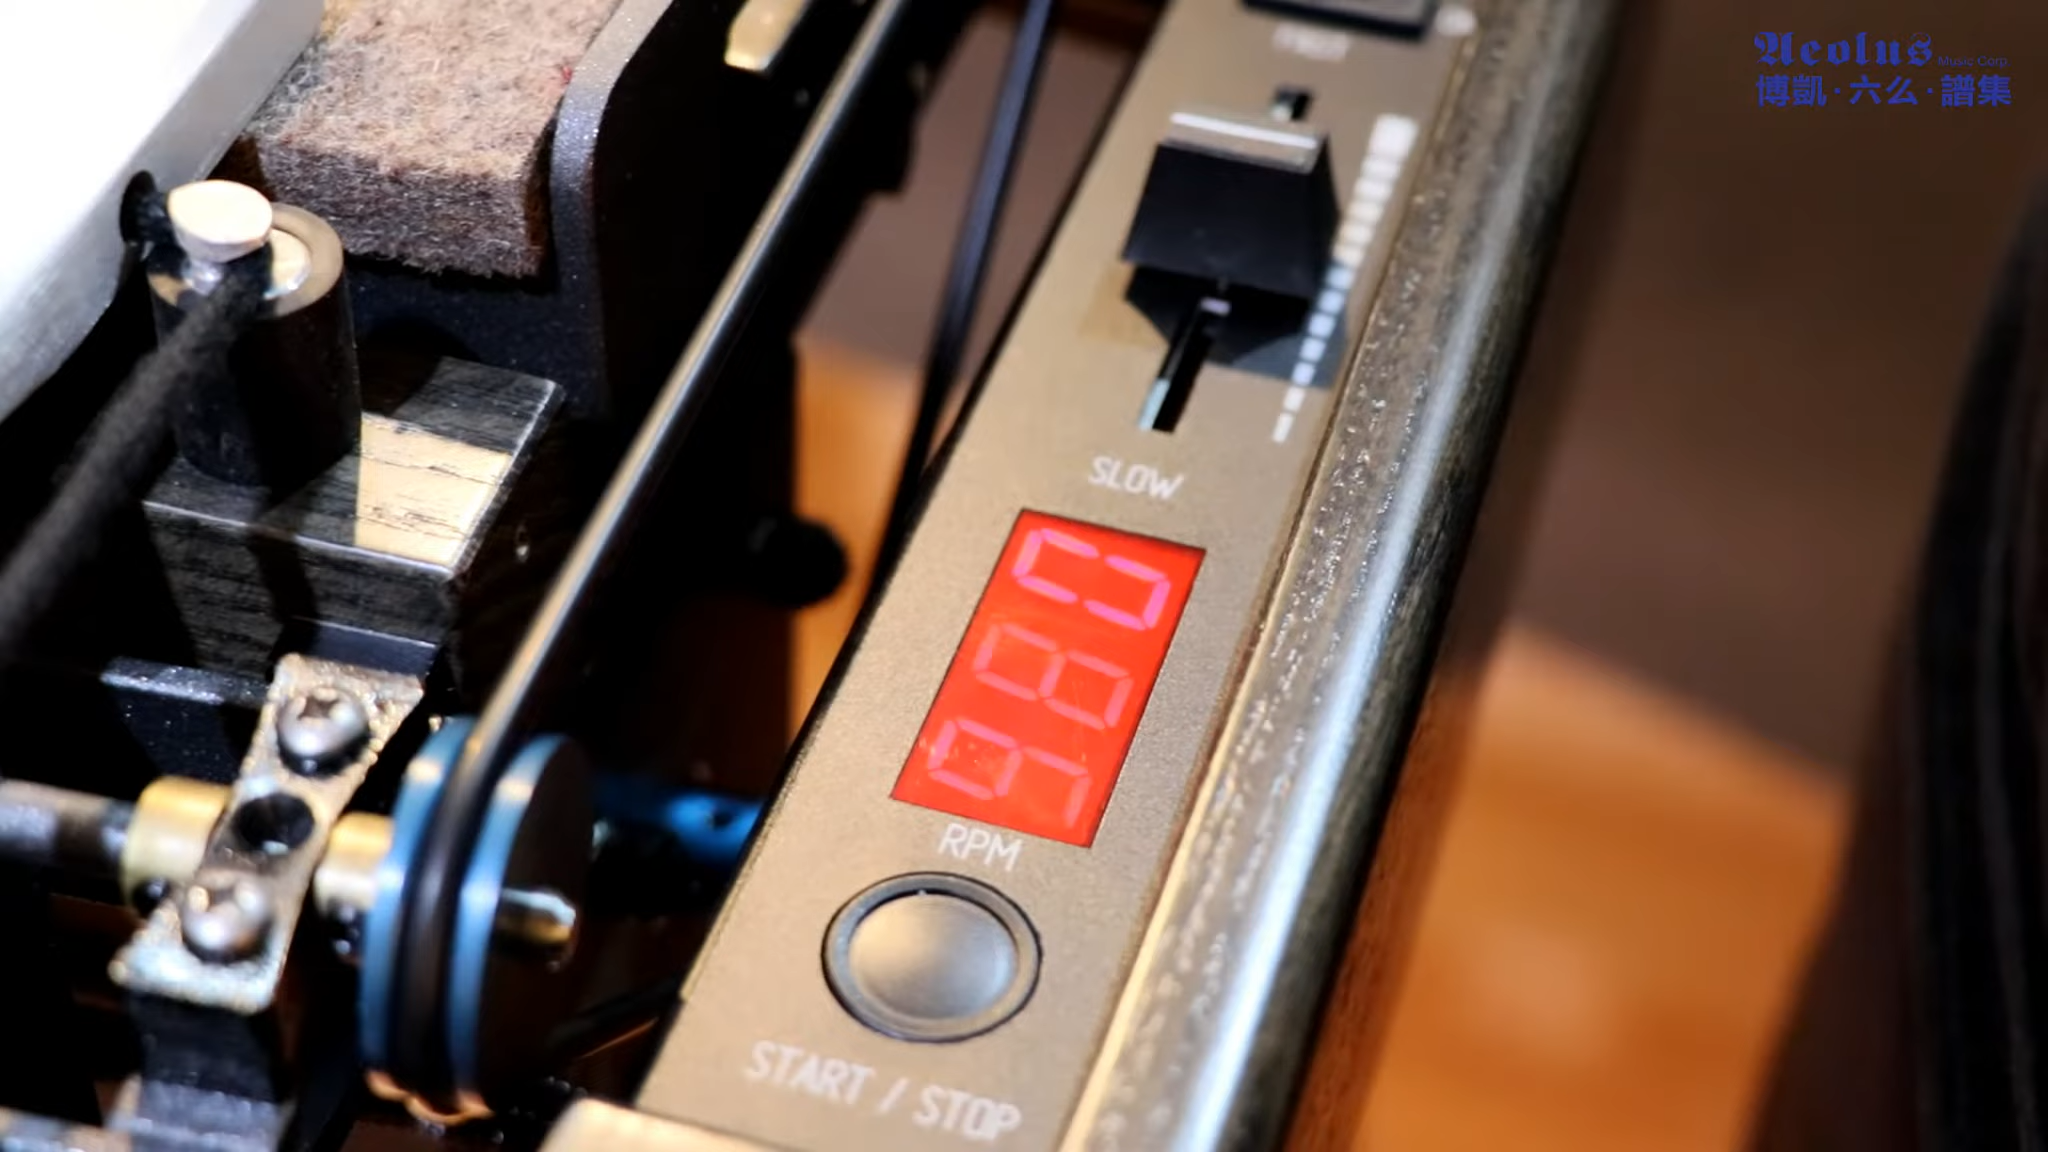 Aeolus Music Corp
博凱·六么·譜集
SLOW
RPM
START / STOP